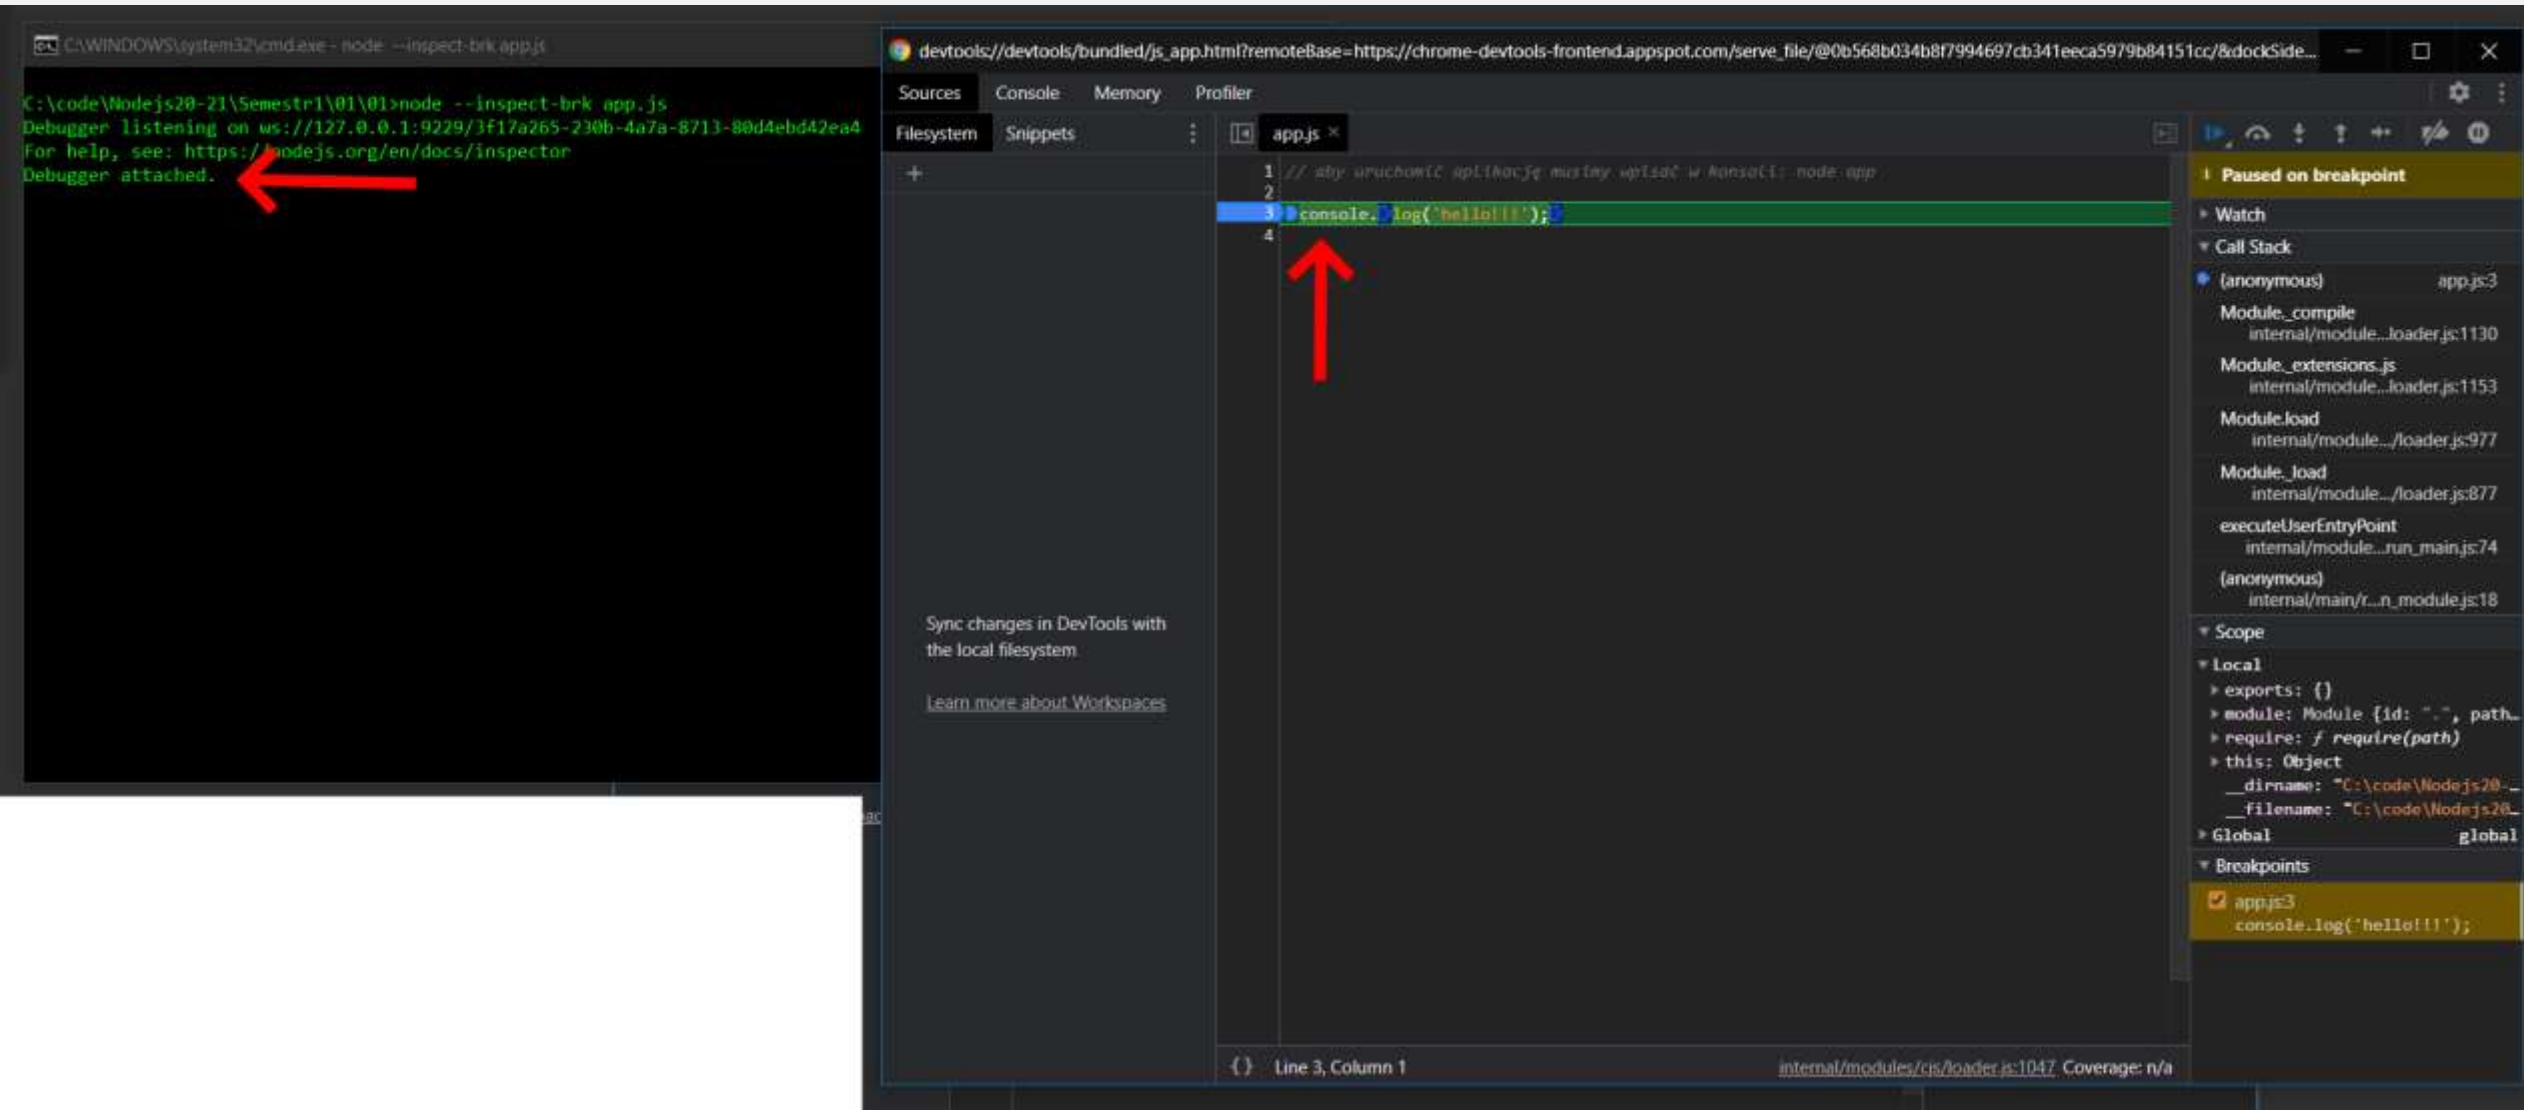 C:\WINDOWS\system32\cmd.exe - node --inspect-brk app.js
C:\code\Nodejs20-21\Semestr1\01\01>node --inspect-brk app.js
Debugger listening on ws://127.0.0.1:9229/3f17a265-230b-4a7a-8713-80d4ebd42ea4
For help, see: https://nodejs.org/en/docs/inspector
Debugger attached.
devtools://devtools/bundled/js_app.html?remoteBase=https://chrome-devtools-frontend.appspot.com/serve_file/@0b568b034b8f7994697cb341eeca5979b84151cc/&dockSide...
Sources Console Memory Profiler
Filesystem Snippets
app.js
1 // aby uruchomić aplikację musimy wpisać w konsoli: node app
2
3 console.log('hello!!!');
4
Sync changes in DevTools with
the local filesystem
Learn more about Workspaces
{} Line 3, Column 1
internal/modules/cjs/loader.js:1047 Coverage: n/a
Paused on breakpoint
Watch
Call Stack
(anonymous) app.js:3
Module._compile
internal/module...loader.js:1130
Module._extensions..js
internal/module...loader.js:1153
Module.load
internal/module.../loader.js:977
Module._load
internal/module.../loader.js:877
executeUserEntryPoint
internal/module...run_main.js:74
(anonymous)
internal/main/r...n_module.js:18
Scope
Local
exports: {}
module: Module {id: ".", path…
require: ƒ require(path)
this: Object
__dirname: "C:\code\Nodejs20-…
__filename: "C:\code\Nodejs20…
Global global
Breakpoints
app.js:3
console.log('hello!!!');